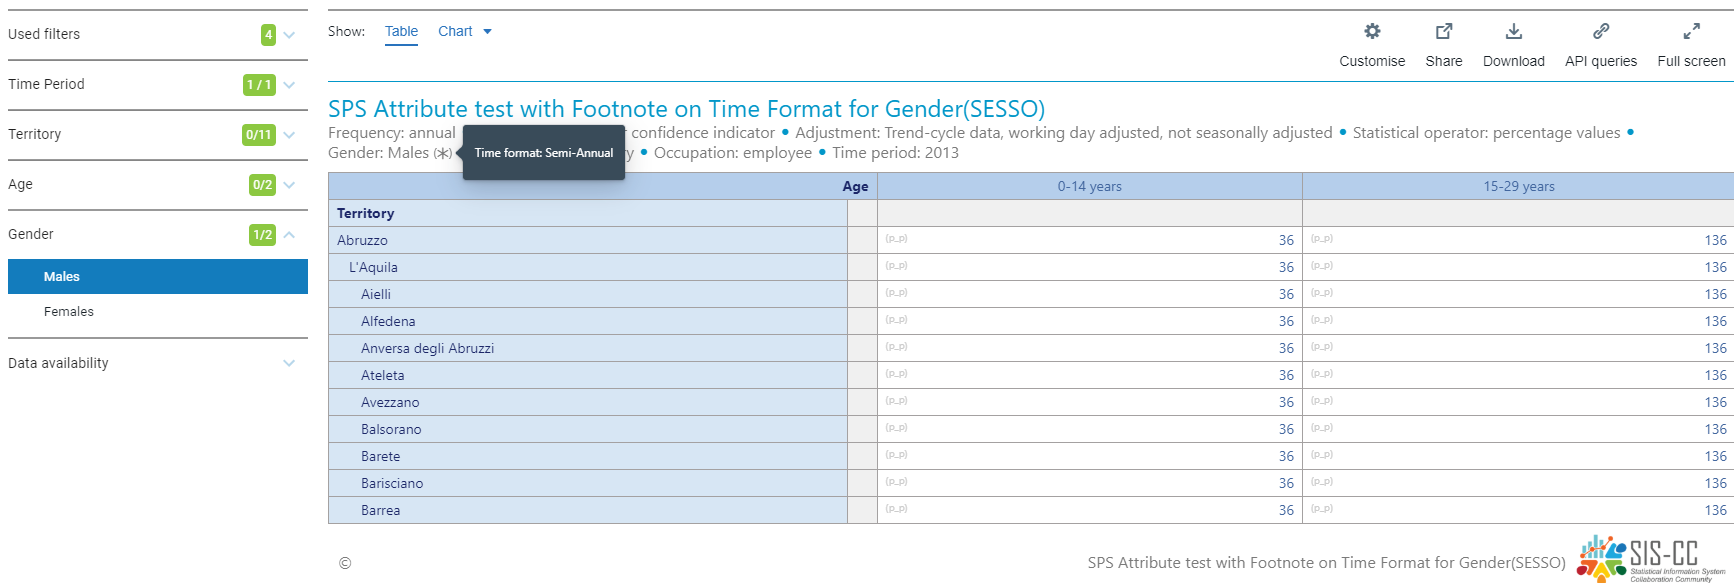 Used filters 4
Time Period 1 / 1
Territory 0/11
Age 0/2
Gender 1/2
Males
Females
Data availability
Show: Table Chart
Customise Share Download API queries Full screen
SPS Attribute test with Footnote on Time Format for Gender(SESSO)
Frequency: annual confidence indicator • Adjustment: Trend-cycle data, working day adjusted, not seasonally adjusted • Statistical operator: percentage values •
Gender: Males (*) Time format: Semi-Annual • Occupation: employee • Time period: 2013
Age 0-14 years 15-29 years
Territory
Abruzzo (p_p) 36 (p_p) 136
L'Aquila (p_p) 36 (p_p) 136
Aielli (p_p) 36 (p_p) 136
Alfedena (p_p) 36 (p_p) 136
Anversa degli Abruzzi (p_p) 36 (p_p) 136
Ateleta (p_p) 36 (p_p) 136
Avezzano (p_p) 36 (p_p) 136
Balsorano (p_p) 36 (p_p) 136
Barete (p_p) 36 (p_p) 136
Barisciano (p_p) 36 (p_p) 136
Barrea (p_p) 36 (p_p) 136
© SPS Attribute test with Footnote on Time Format for Gender(SESSO)
SIS-CC
Statistical Information System
Collaboration Community